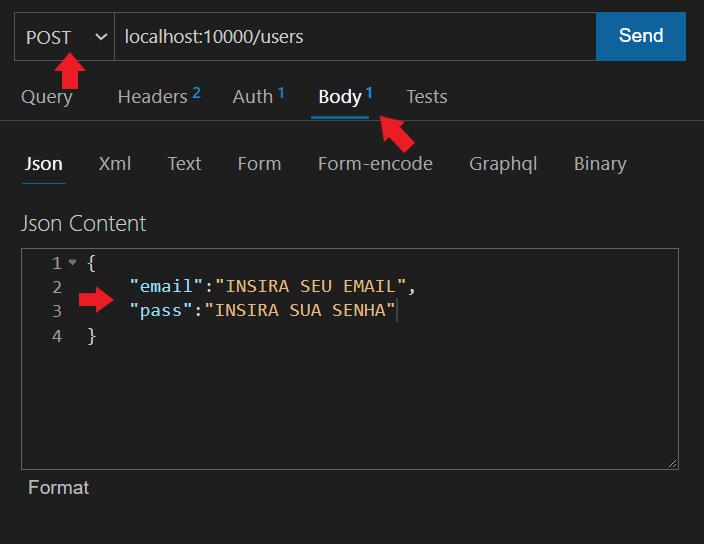 POST localhost:10000/users Send
Query Headers 2 Auth 1 Body 1 Tests
Json Xml Text Form Form-encode Graphql Binary
Json Content
1 {
2 "email":"INSIRA SEU EMAIL",
3 "pass":"INSIRA SUA SENHA"
4 }
Format